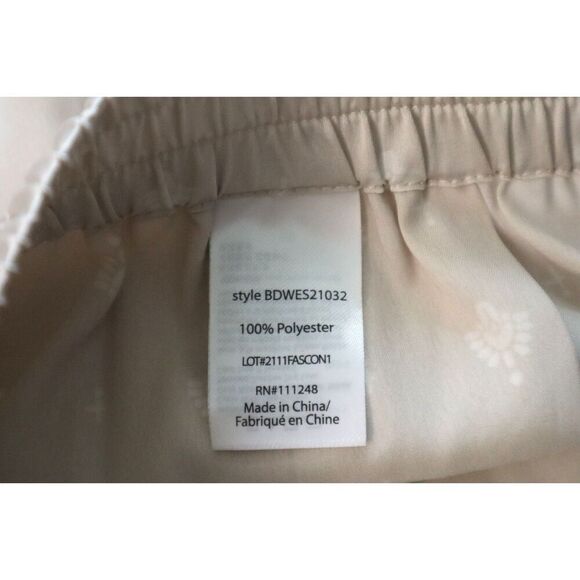 style BDWES21032
100% Polyester
LOT#2111FASCON1
RN#111248
Made in China/
Fabriqué en Chine